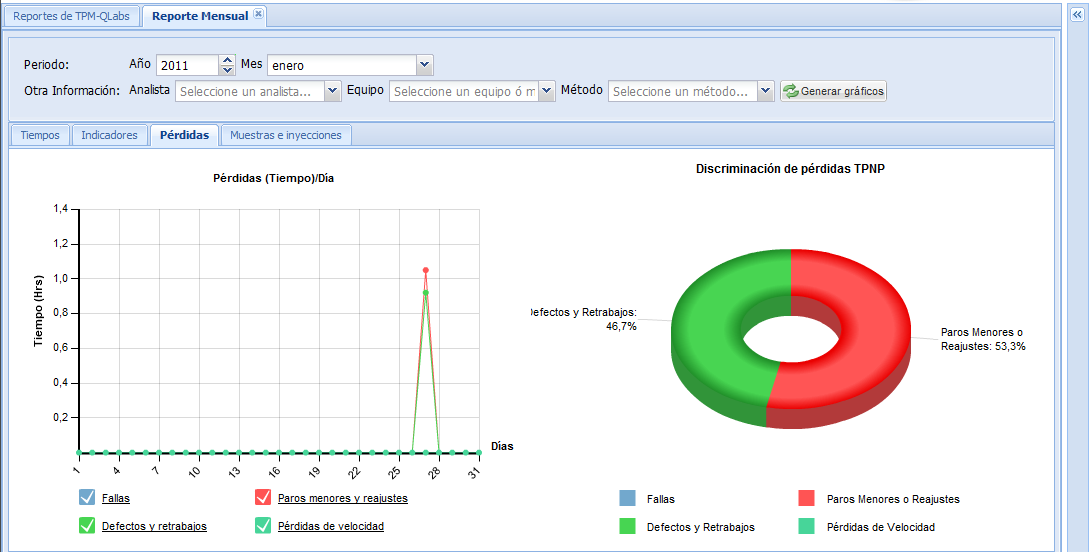 Reportes de TPM-QLabs Reporte Mensual
Periodo: Año 2011 Mes enero
Otra Información: Analista Seleccione un analista... Equipo Seleccione un equipo ó m Método Seleccione un método... Generar gráficos
Tiempos Indicadores Pérdidas Muestras e inyecciones
Pérdidas (Tiempo)/Día
1,4
1,2
1,0
0,8
0,6
0,4
0,2
Tiempo (Hrs)
1 4 7 10 13 16 19 22 25 28 31
Días
Fallas Paros menores y reajustes
Defectos y retrabajos Pérdidas de velocidad
Discriminación de pérdidas TPNP
Defectos y Retrabajos:
46,7%
Paros Menores o
Reajustes: 53,3%
Fallas Paros Menores o Reajustes
Defectos y Retrabajos Pérdidas de Velocidad